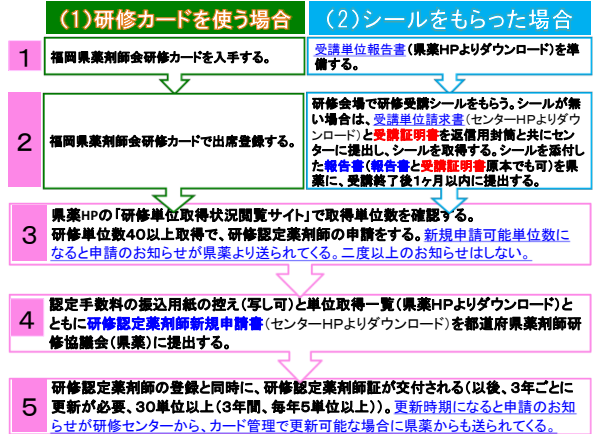 (1)研修カードを使う場合
(2)シールをもらった場合
1
福岡県薬剤師会研修カードを入手する。
受講単位報告書(県薬HPよりダウンロード)を準
備する。
2
福岡県薬剤師会研修カードで出席登録する。
研修会場で研修受講シールをもらう。シールが無
い場合は、受講単位請求書(センターHPよりダウ
ンロード)と受講証明書を返信用封筒と共にセン
ターに提出し、シールを取得する。シールを添付し
た報告書(報告書と受講証明書原本でも可)を県
薬に、受講終了後1ヶ月以内に提出する。
3
県薬HPの「研修単位取得状況閲覧サイト」で取得単位数を確認する。
研修単位数40以上取得で、研修認定薬剤師の申請をする。新規申請可能単位数に
なると申請のお知らせが県薬より送られてくる。二度以上のお知らせはしない。
4
認定手数料の振込用紙の控え(写し可)と単位取得一覧(県薬HPよりダウンロード)と
ともに研修認定薬剤師新規申請書(センターHPよりダウンロード)を都道府県薬剤師研
修協議会(県薬)に提出する。
5
研修認定薬剤師の登録と同時に、研修認定薬剤師証が交付される(以後、3年ごとに
更新が必要、30単位以上(3年間、毎年5単位以上))。更新時期になると申請のお知
らせが研修センターから、カード管理で更新可能な場合に県薬からも送られてくる。